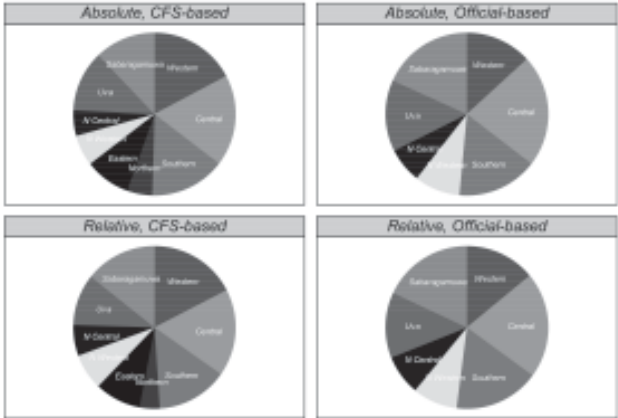 Absolute, CFS-based
Absolute, Official-based
Sabaragamuwa
Western
Uva
Central
N Central
Eastern
Northern
Southern
Sabaragamuwa
Western
Uva
Central
N Central
Southern
Relative, CFS-based
Relative, Official-based
Sabaragamuwa
Western
Uva
Central
N Central
Eastern
Northern
Southern
Sabaragamuwa
Western
Uva
Central
N Central
Southern